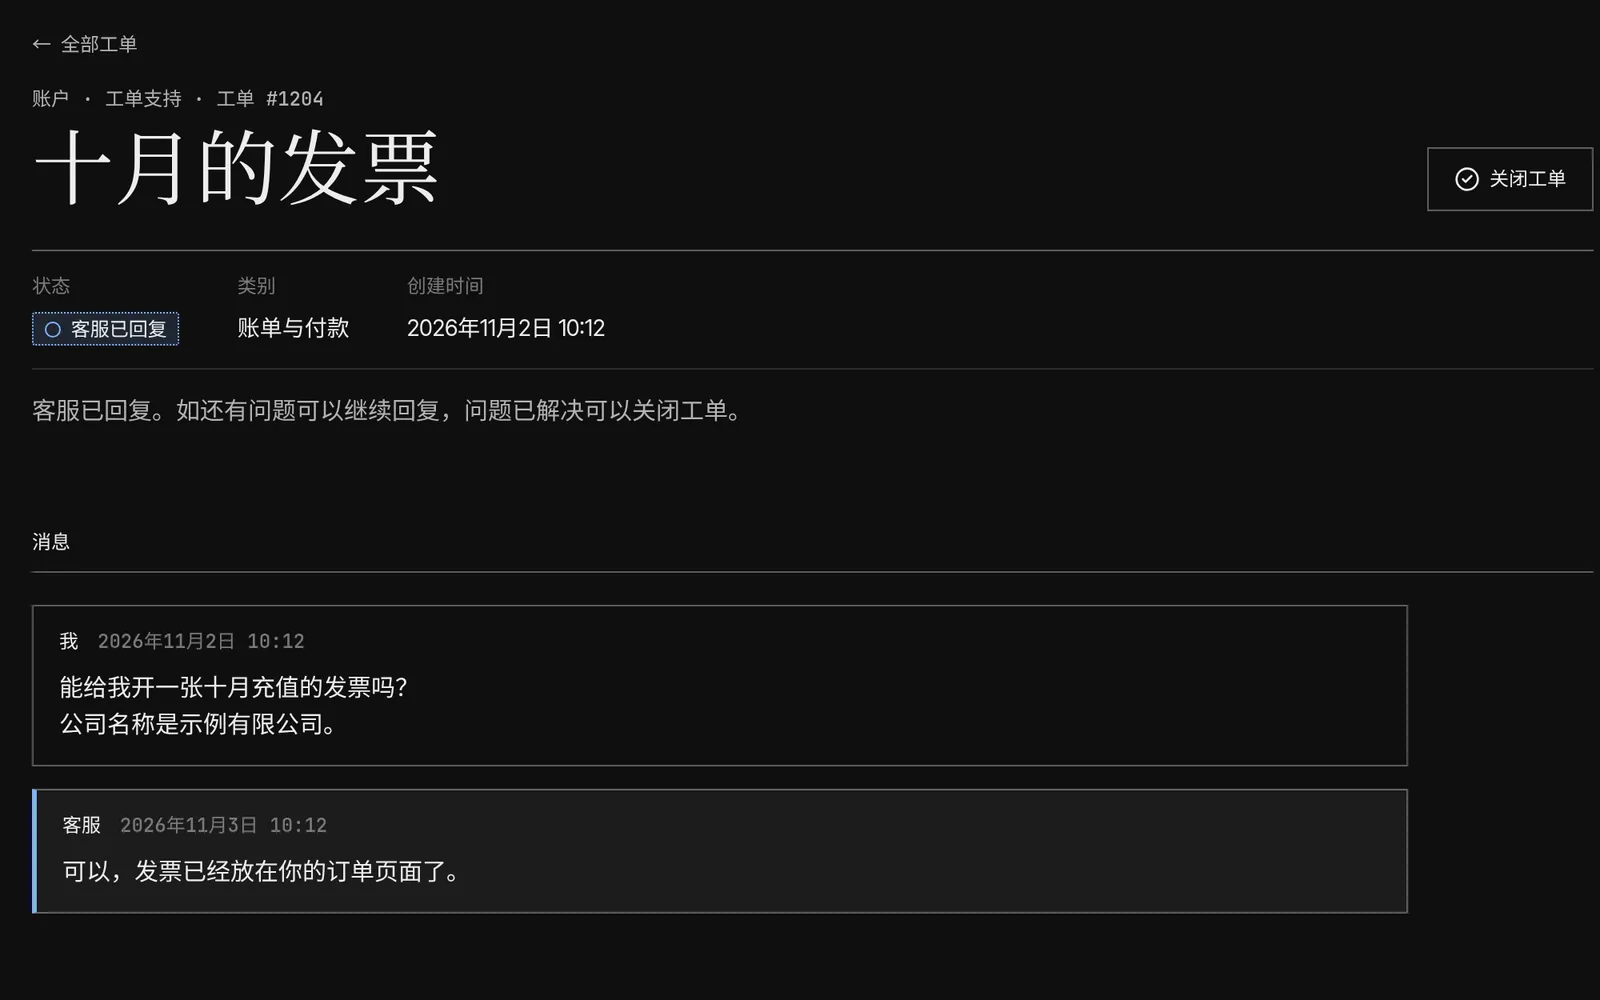 ← 全部工单
账户 · 工单支持 · 工单 #1204
十月的发票
关闭工单
状态
类别
创建时间
客服已回复
账单与付款
2026年11月2日 10:12
客服已回复。如还有问题可以继续回复，问题已解决可以关闭工单。
消息
我 2026年11月2日 10:12
能给我开一张十月充值的发票吗？
公司名称是示例有限公司。
客服 2026年11月3日 10:12
可以，发票已经放在你的订单页面了。